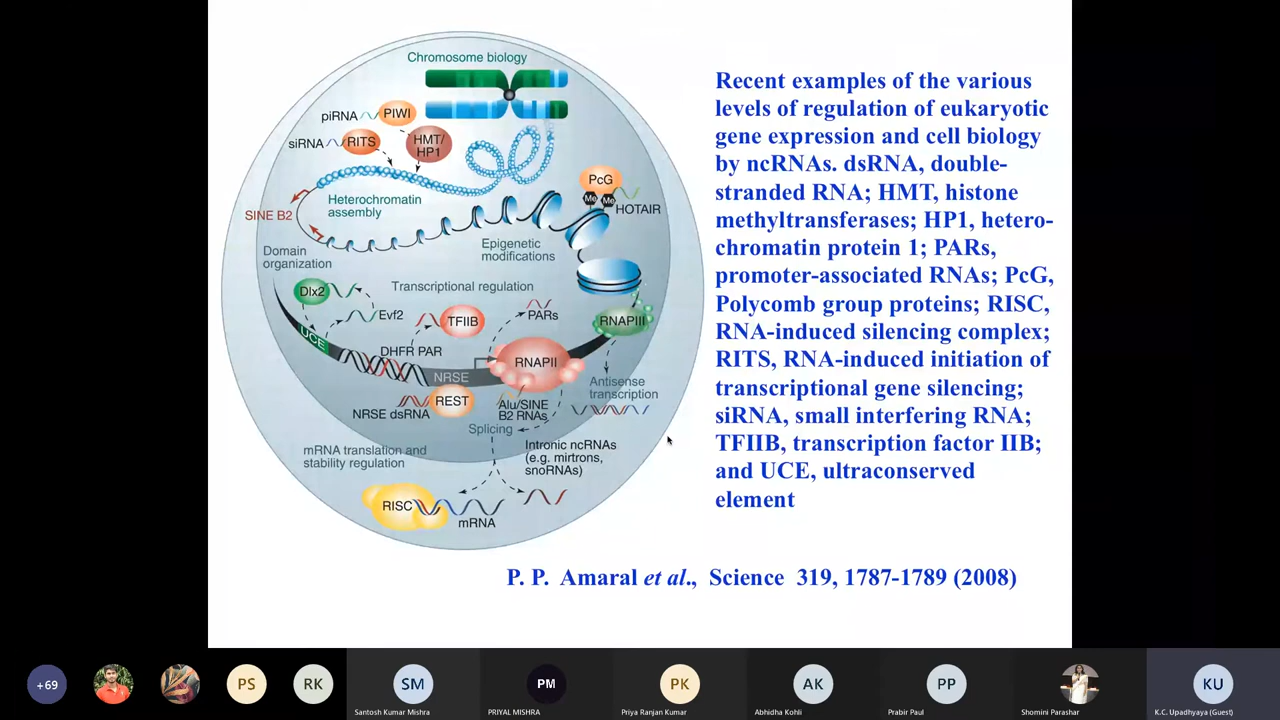 Chromosome biology
piRNA
PIWI
siRNA
RITS
HMT/
HP1
PcG
Me
Me
HOTAIR
SINE B2
Heterochromatin
assembly
Domain
organization
Epigenetic
modifications
Dlx2
Evf2
Transcriptional regulation
PARs
TFIIB
RNAPIII
UCE
DHFR PAR
NRSE
RNAPII
Antisense
transcription
NRSE dsRNA
REST
Alu/SINE
B2 RNAs
Splicing
mRNA translation and
stability regulation
Intronic ncRNAs
(e.g. mirtrons,
snoRNAs)
RISC
mRNA
Recent examples of the various
levels of regulation of eukaryotic
gene expression and cell biology
by ncRNAs. dsRNA, double-
stranded RNA; HMT, histone
methyltransferases; HP1, hetero-
chromatin protein 1; PARs,
promoter-associated RNAs; PcG,
Polycomb group proteins; RISC,
RNA-induced silencing complex;
RITS, RNA-induced initiation of
transcriptional gene silencing;
siRNA, small interfering RNA;
TFIIB, transcription factor IIB;
and UCE, ultraconserved
element
P. P. Amaral et al., Science 319, 1787-1789 (2008)
+69
PS
RK
SM
PM
PK
AK
PP
KU
Santosh Kumar Mishra
PRIYAL MISHRA
Priya Ranjan Kumar
Abhidha Kohli
Prabir Paul
Shomini Parashar
K.C. Upadhyaya (Guest)